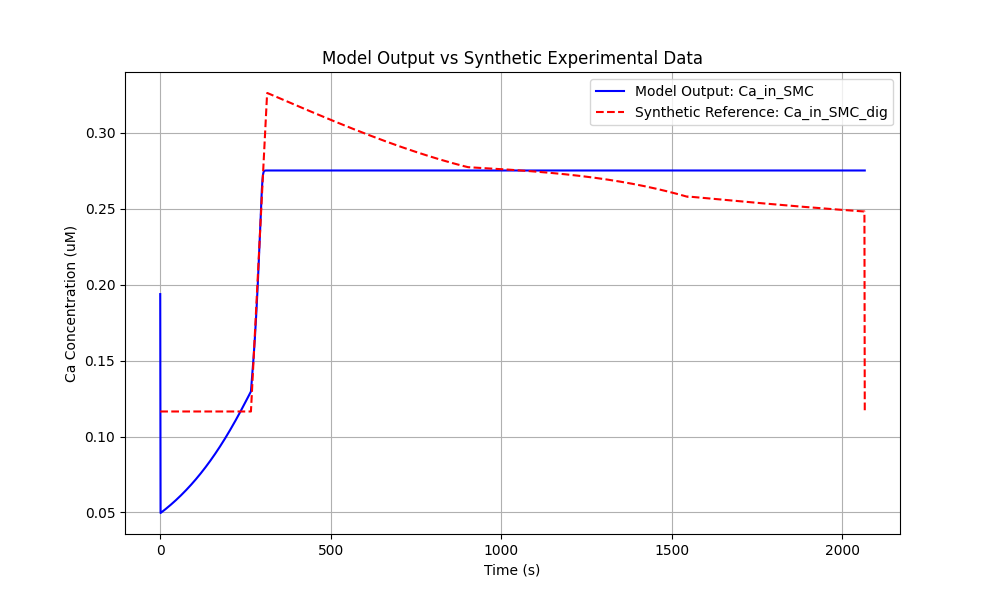 Model Output vs Synthetic Experimental Data
Model Output: Ca_in_SMC
Synthetic Reference: Ca_in_SMC_dig
Ca Concentration (uM)
0.30
0.25
0.20
0.15
0.10
0.05
0 500 1000 1500 2000
Time (s)